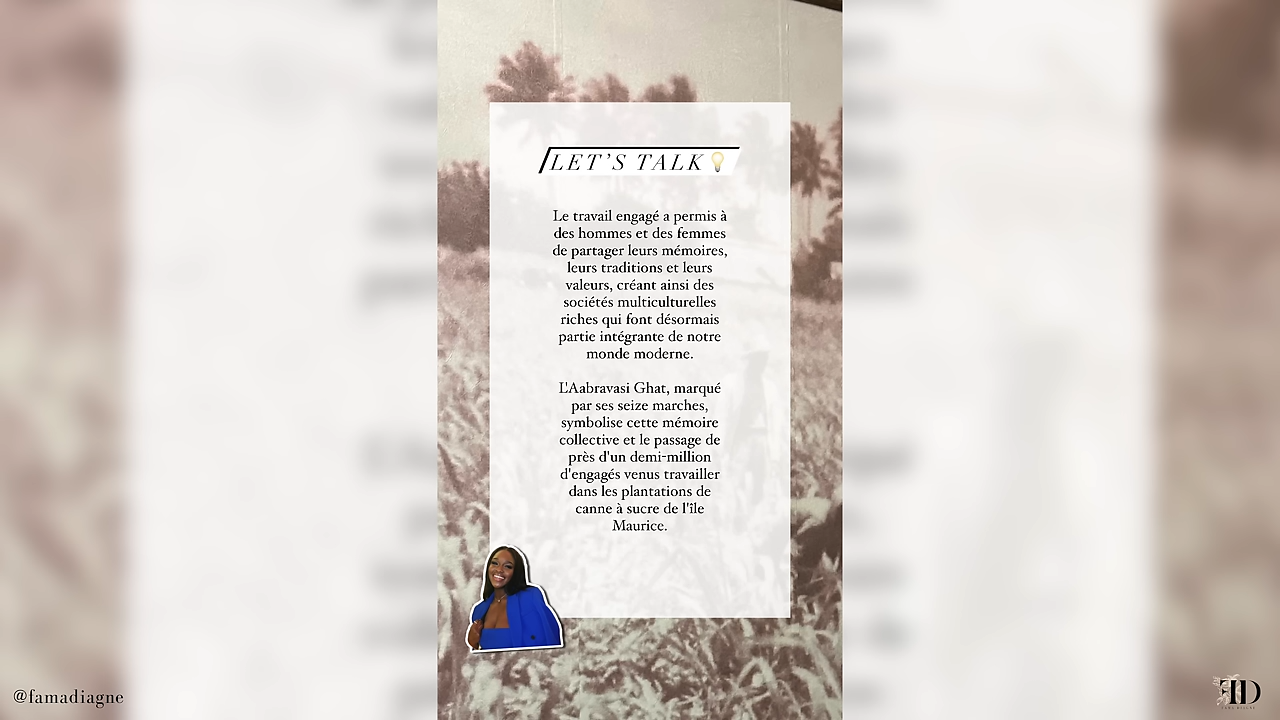 LET'S TALK💡
Le travail engagé a permis à
des hommes et des femmes
de partager leurs mémoires,
leurs traditions et leurs
valeurs, créant ainsi des
sociétés multiculturelles
riches qui font désormais
partie intégrante de notre
monde moderne.
L'Aabravasi Ghat, marqué
par ses seize marches,
symbolise cette mémoire
collective et le passage de
près d'un demi-million
d'engagés venus travailler
dans les plantations de
canne à sucre de l'île
Maurice.
@famadiagne
FD